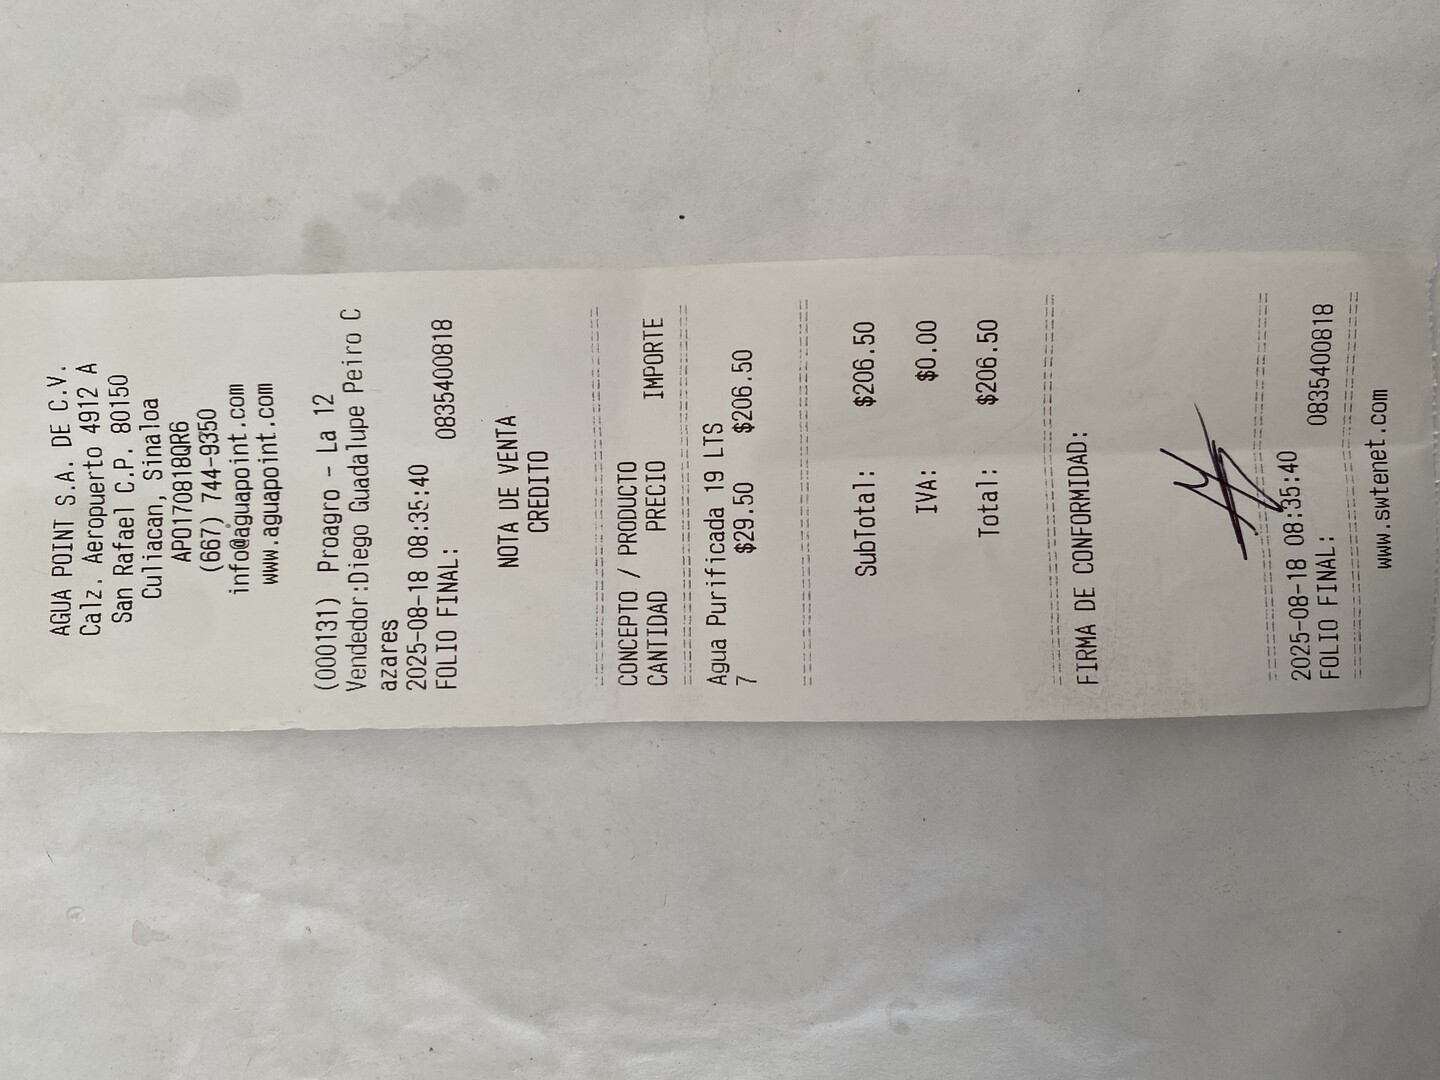 AGUA POINT S.A. DE C.V.
Calz. Aeropuerto 4912 A
San Rafael C.P. 80150
Culiacan, Sinaloa
APO170818QR6
(667) 744-9350
info@aguapoint.com
www.aguapoint.com
(000131) Proagro - La 12
Vendedor:Diego Guadalupe Peiro C
azares
2025-08-18 08:35:40
FOLIO FINAL: 0835400818
NOTA DE VENTA
CREDITO
CONCEPTO / PRODUCTO
CANTIDAD PRECIO IMPORTE
Agua Purificada 19 LTS
7 $29.50 $206.50
SubTotal: $206.50
IVA: $0.00
Total: $206.50
FIRMA DE CONFORMIDAD:
2025-08-18 08:35:40
FOLIO FINAL: 0835400818
www.swtenet.com